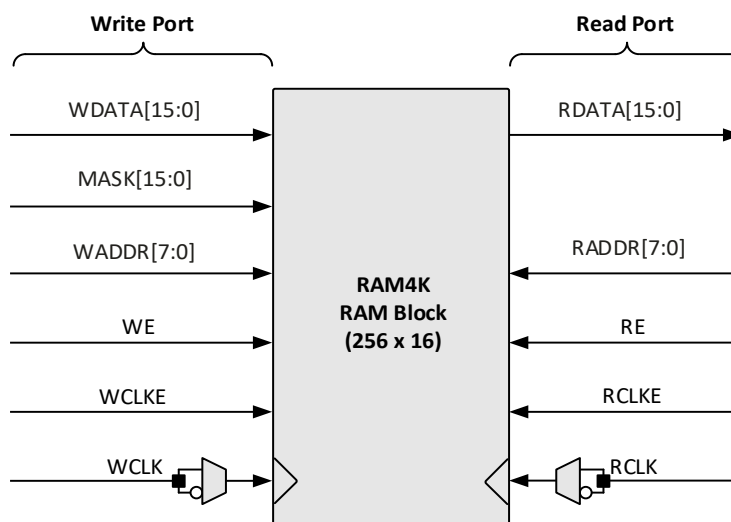 Write Port
Read Port
WDATA[15:0]
RDATA[15:0]
MASK[15:0]
WADDR[7:0]
RADDR[7:0]
RAM4K
RAM Block
(256 x 16)
WE
RE
WCLKE
RCLKE
WCLK
RCLK